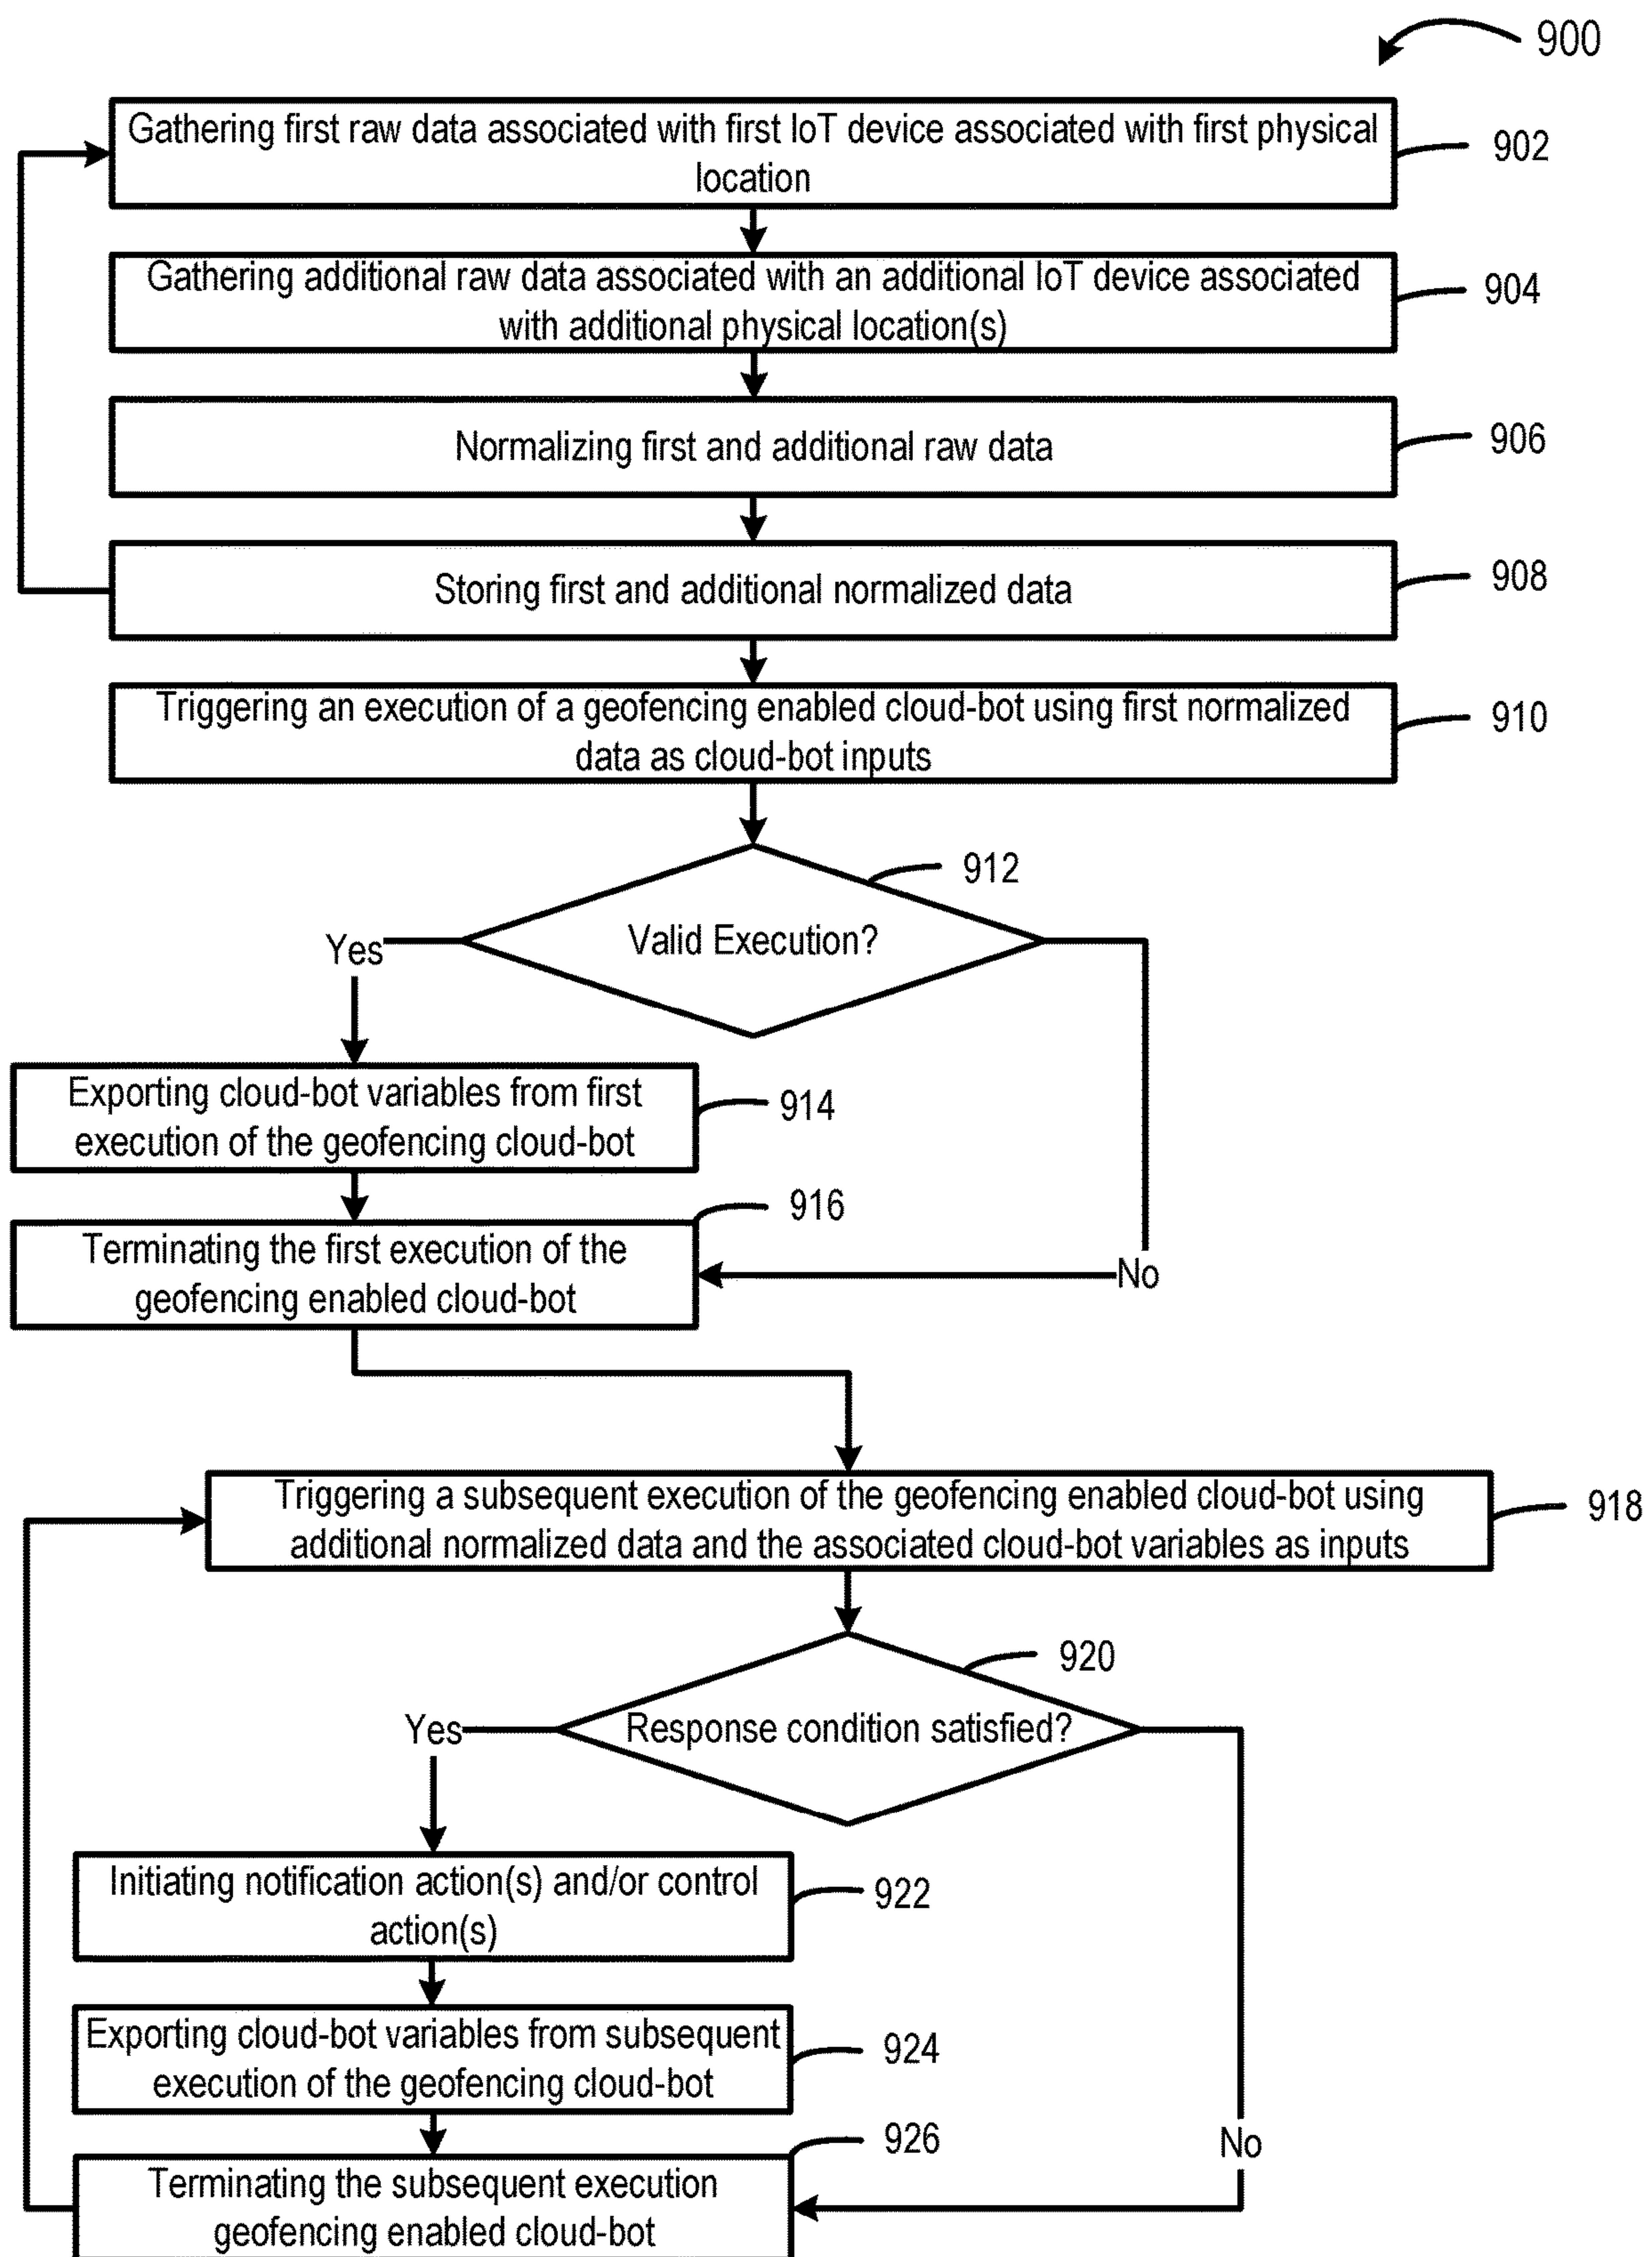 900
Gathering first raw data associated with first IoT device associated with first physical
location
902
Gathering additional raw data associated with an additional IoT device associated
with additional physical location(s)
904
Normalizing first and additional raw data
906
Storing first and additional normalized data
908
Triggering an execution of a geofencing enabled cloud-bot using first normalized
data as cloud-bot inputs
910
912
Valid Execution?
Yes
Exporting cloud-bot variables from first
execution of the geofencing cloud-bot
914
916
Terminating the first execution of the
geofencing enabled cloud-bot
No
Triggering a subsequent execution of the geofencing enabled cloud-bot using
additional normalized data and the associated cloud-bot variables as inputs
918
920
Response condition satisfied?
Yes
Initiating notification action(s) and/or control
action(s)
922
Exporting cloud-bot variables from subsequent
execution of the geofencing cloud-bot
924
926
No
Terminating the subsequent execution
geofencing enabled cloud-bot